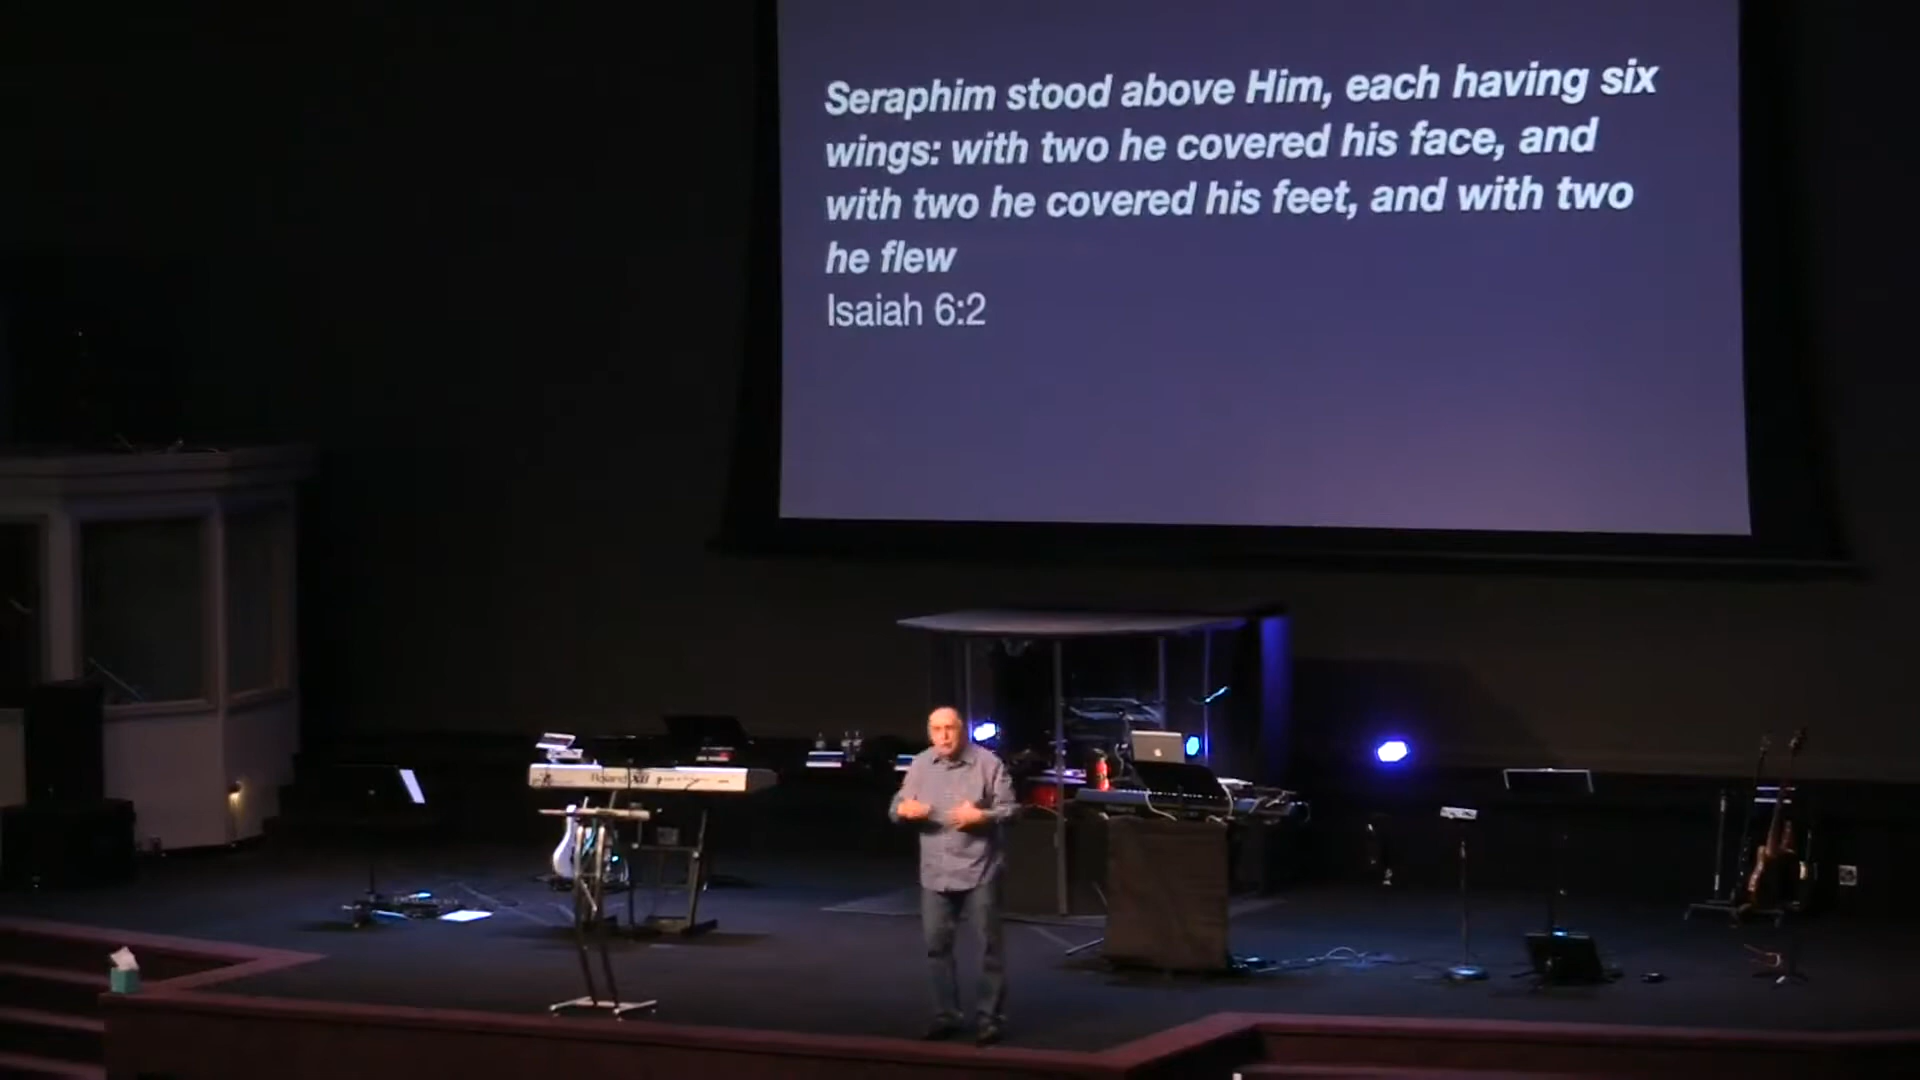 Seraphim stood above Him, each having six
wings: with two he covered his face, and
with two he covered his feet, and with two
he flew
Isaiah 6:2
Roland